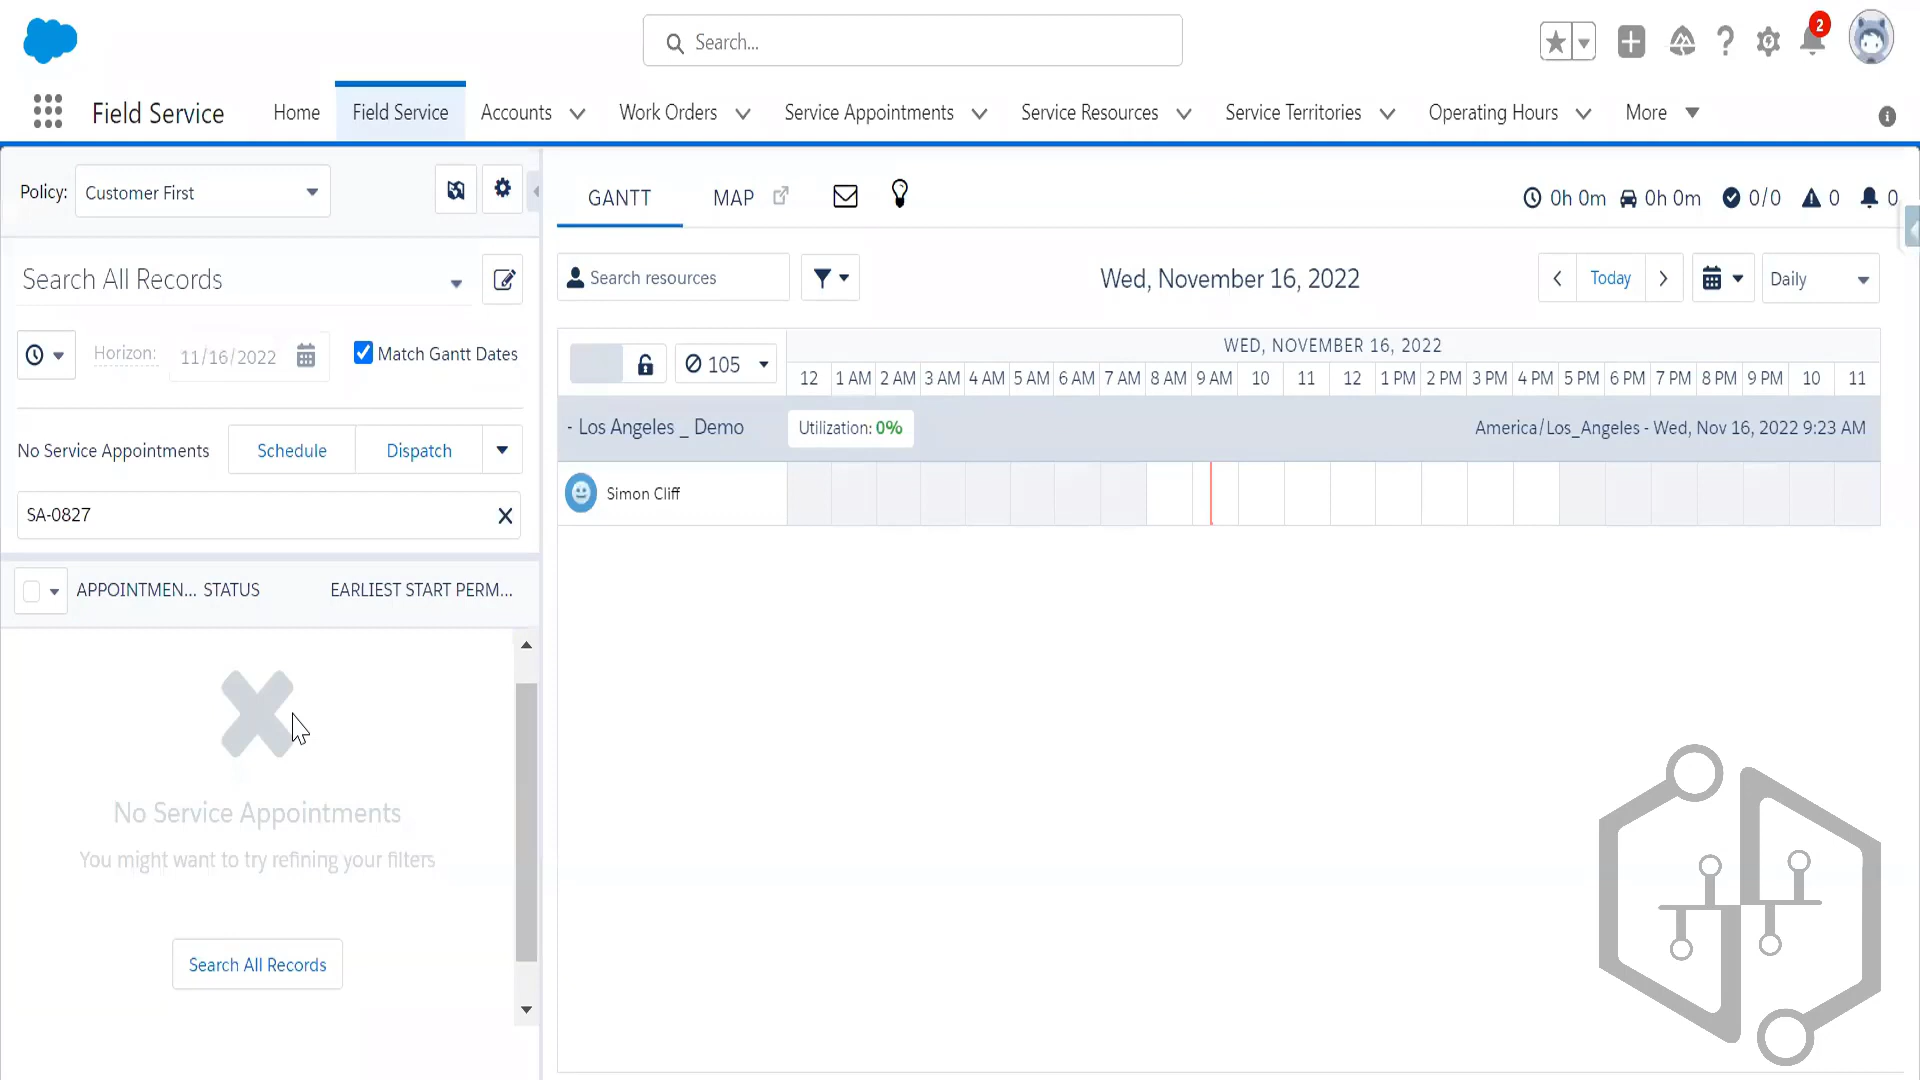 Search...
2
Field Service
Home
Field Service
Accounts
Work Orders
Service Appointments
Service Resources
Service Territories
Operating Hours
More
Policy:
Customer First
GANTT
MAP
0h 0m
0h 0m
0/0
0
0
Search All Records
Search resources
Wed, November 16, 2022
Today
Daily
Horizon:
11/16/2022
Match Gantt Dates
105
WED, NOVEMBER 16, 2022
12 1 AM 2 AM 3 AM 4 AM 5 AM 6 AM 7 AM 8 AM 9 AM 10 11 12 1 PM 2 PM 3 PM 4 PM 5 PM 6 PM 7 PM 8 PM 9 PM 10 11
No Service Appointments
Schedule
Dispatch
- Los Angeles _ Demo
Utilization: 0%
America/Los_Angeles - Wed, Nov 16, 2022 9:23 AM
SA-0827
Simon Cliff
APPOINTMEN... STATUS EARLIEST START PERM...
No Service Appointments
You might want to try refining your filters
Search All Records